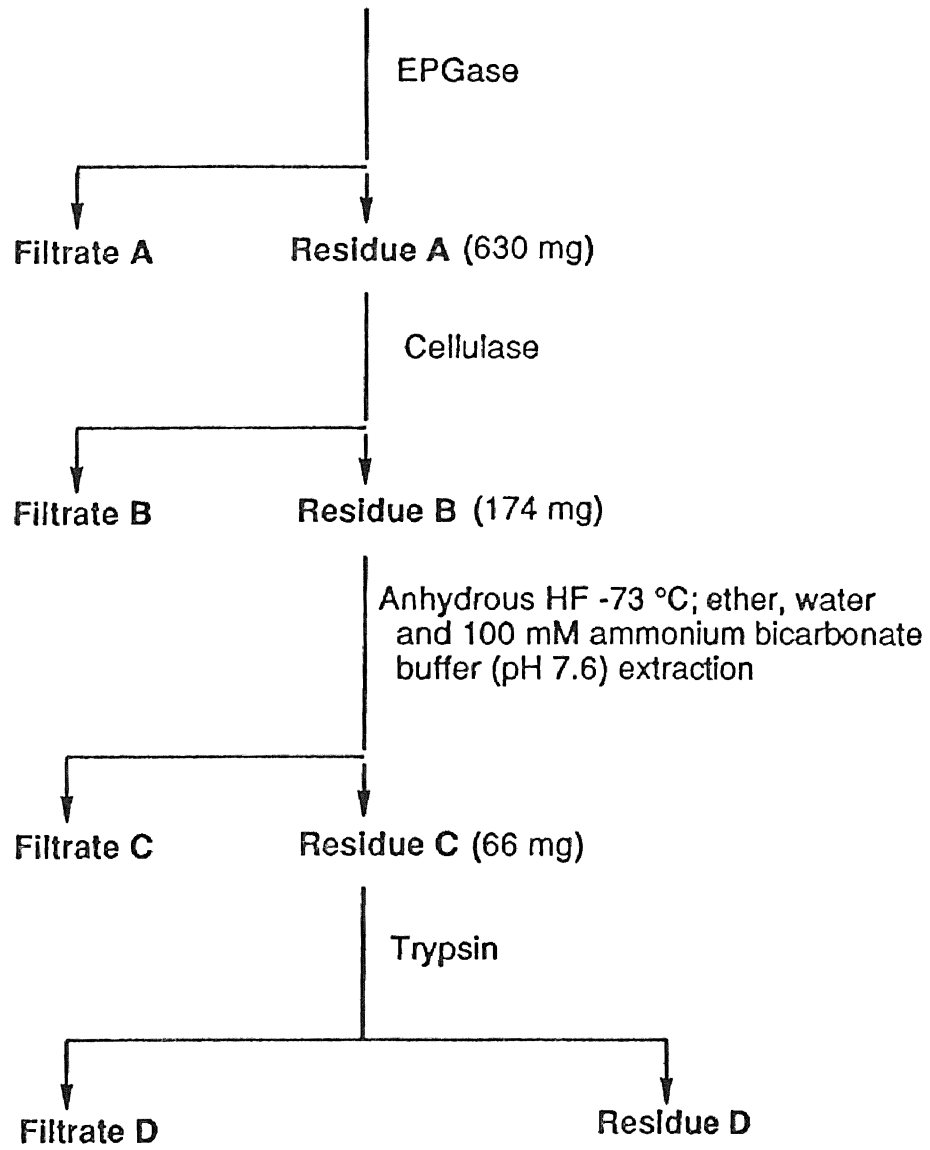 EPGase
Filtrate A
Residue A (630 mg)
Cellulase
Filtrate B
Residue B (174 mg)
Anhydrous HF -73 °C; ether, water
and 100 mM ammonium bicarbonate
buffer (pH 7.6) extraction
Filtrate C
Residue C (66 mg)
Trypsin
Filtrate D
Residue D